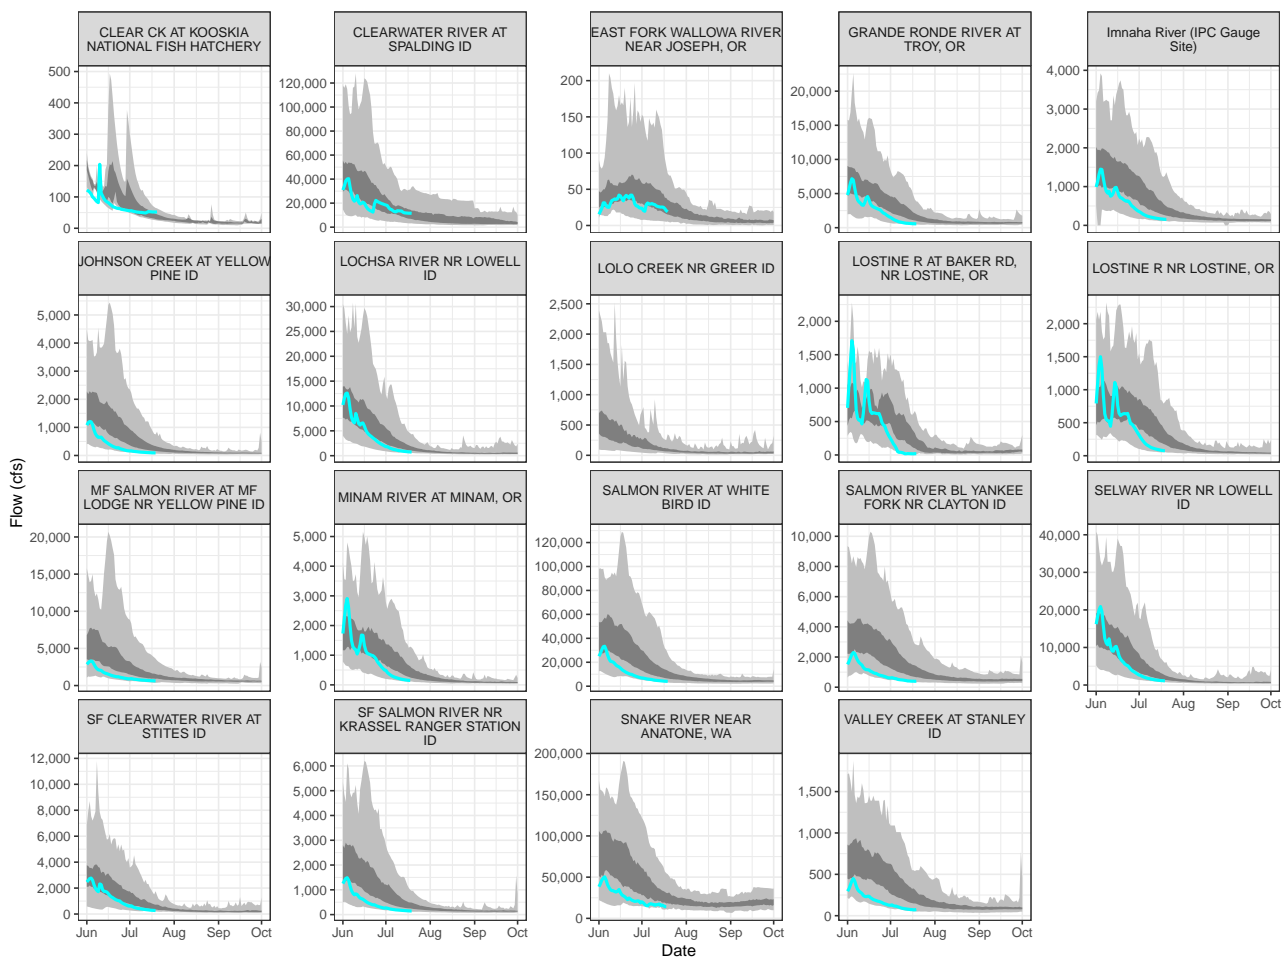 CLEAR CK AT KOOSKIA
NATIONAL FISH HATCHERY
CLEARWATER RIVER AT
SPALDING ID
EAST FORK WALLOWA RIVER
NEAR JOSEPH, OR
GRANDE RONDE RIVER AT
TROY, OR
Imnaha River (IPC Gauge
Site)
500
400
300
200
100
0
120,000
100,000
80,000
60,000
40,000
20,000
0
200
150
100
50
0
20,000
15,000
10,000
5,000
0
4,000
3,000
2,000
1,000
0
JOHNSON CREEK AT YELLOW
PINE ID
LOCHSA RIVER NR LOWELL
ID
LOLO CREEK NR GREER ID
LOSTINE R AT BAKER RD,
NR LOSTINE, OR
LOSTINE R NR LOSTINE, OR
5,000
4,000
3,000
2,000
1,000
0
30,000
25,000
20,000
15,000
10,000
5,000
0
2,500
2,000
1,500
1,000
500
0
2,000
1,500
1,000
500
0
2,000
1,500
1,000
500
0
MF SALMON RIVER AT MF
LODGE NR YELLOW PINE ID
MINAM RIVER AT MINAM, OR
SALMON RIVER AT WHITE
BIRD ID
SALMON RIVER BL YANKEE
FORK NR CLAYTON ID
SELWAY RIVER NR LOWELL
ID
20,000
15,000
10,000
5,000
0
5,000
4,000
3,000
2,000
1,000
0
120,000
100,000
80,000
60,000
40,000
20,000
0
10,000
8,000
6,000
4,000
2,000
0
40,000
30,000
20,000
10,000
0
Jun Jul Aug Sep Oct
SF CLEARWATER RIVER AT
STITES ID
SF SALMON RIVER NR
KRASSEL RANGER STATION
ID
SNAKE RIVER NEAR
ANATONE, WA
VALLEY CREEK AT STANLEY
ID
12,000
10,000
8,000
6,000
4,000
2,000
0
6,000
5,000
4,000
3,000
2,000
1,000
0
200,000
150,000
100,000
50,000
0
1,500
1,000
500
0
Jun Jul Aug Sep Oct
Jun Jul Aug Sep Oct
Jun Jul Aug Sep Oct
Jun Jul Aug Sep Oct
Date
Flow (cfs)